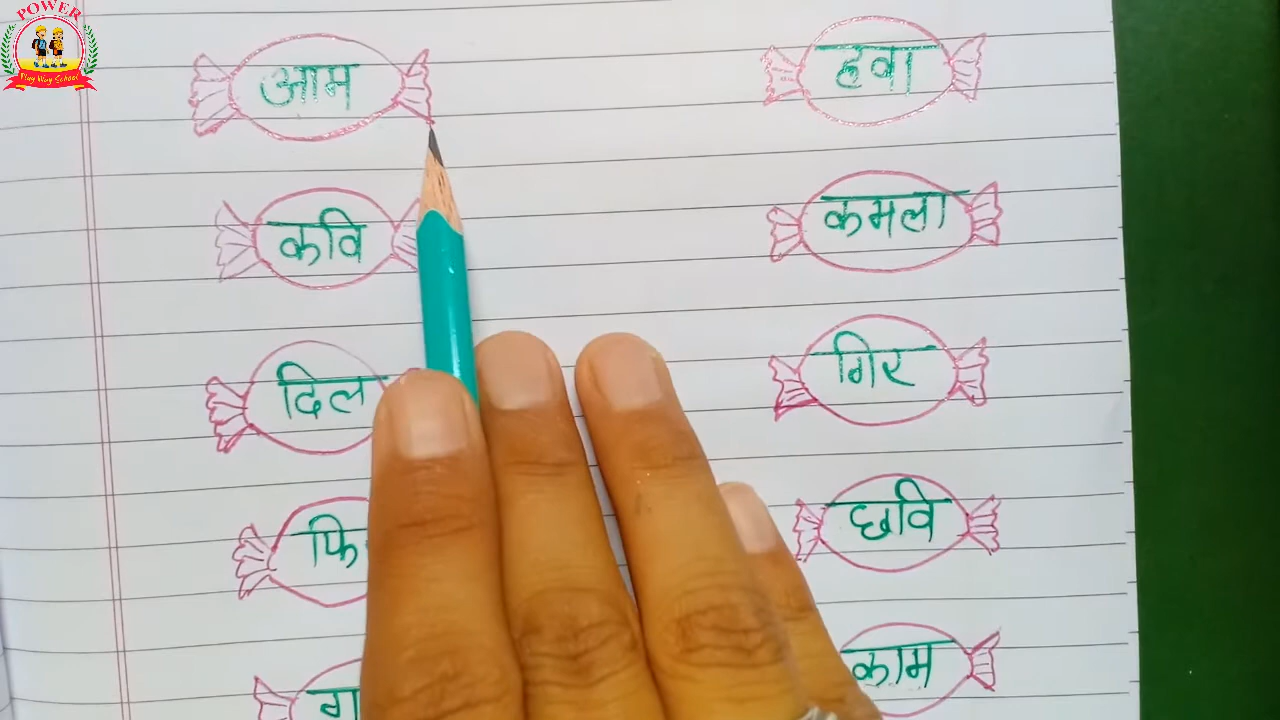 POWER
Play Way School
आम
हवा
कवि
कमला
दिल
गिर
छवि
काम